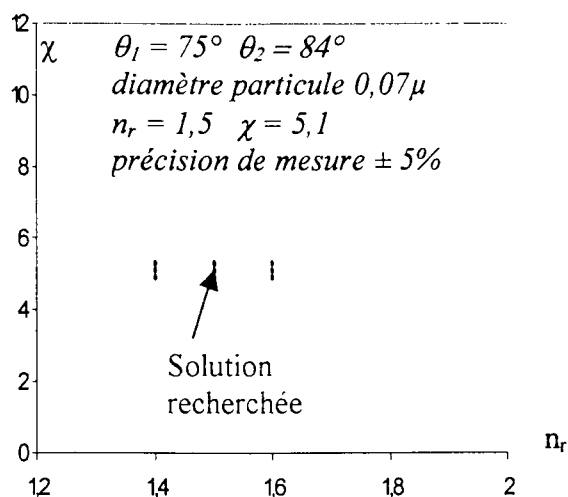 12
χ
θ1 = 75° θ2 = 84°
10
diamètre particule 0,07μ
nr = 1,5 χ = 5,1
8
précision de mesure ± 5%
6
4
Solution
recherchée
2
0
nr
1,2 1,4 1,6 1,8 2